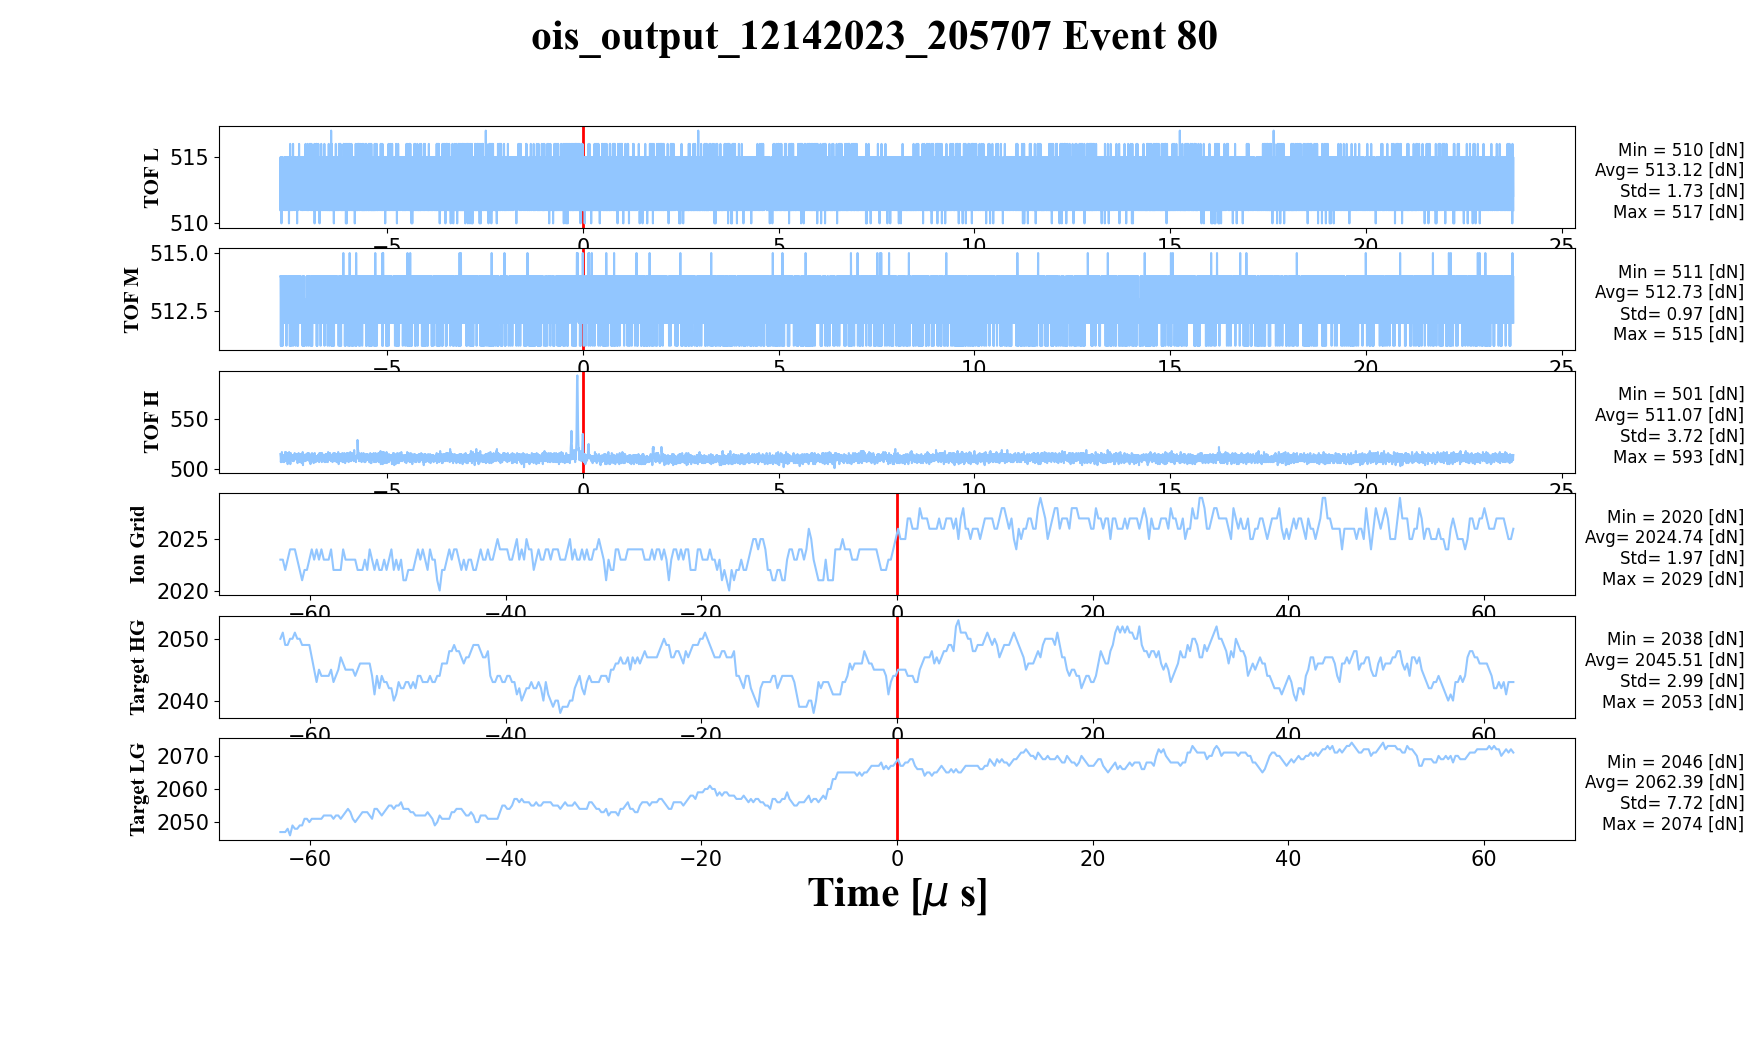 ois_output_12142023_205707 Event 80
TOF L
515
510
Min = 510 [dN]
Avg= 513.12 [dN]
Std= 1.73 [dN]
Max = 517 [dN]
−5 0 5 10 15 20 25
TOF M
515.0
512.5
Min = 511 [dN]
Avg= 512.73 [dN]
Std= 0.97 [dN]
Max = 515 [dN]
−5 0 5 10 15 20 25
TOF H
550
500
Min = 501 [dN]
Avg= 511.07 [dN]
Std= 3.72 [dN]
Max = 593 [dN]
−5 0 5 10 15 20 25
Ion Grid
2025
2020
Min = 2020 [dN]
Avg= 2024.74 [dN]
Std= 1.97 [dN]
Max = 2029 [dN]
−60 −40 −20 0 20 40 60
Target HG
2050
2040
Min = 2038 [dN]
Avg= 2045.51 [dN]
Std= 2.99 [dN]
Max = 2053 [dN]
−60 −40 −20 0 20 40 60
Target LG
2070
2060
2050
Min = 2046 [dN]
Avg= 2062.39 [dN]
Std= 7.72 [dN]
Max = 2074 [dN]
−60 −40 −20 0 20 40 60
Time [μ s]